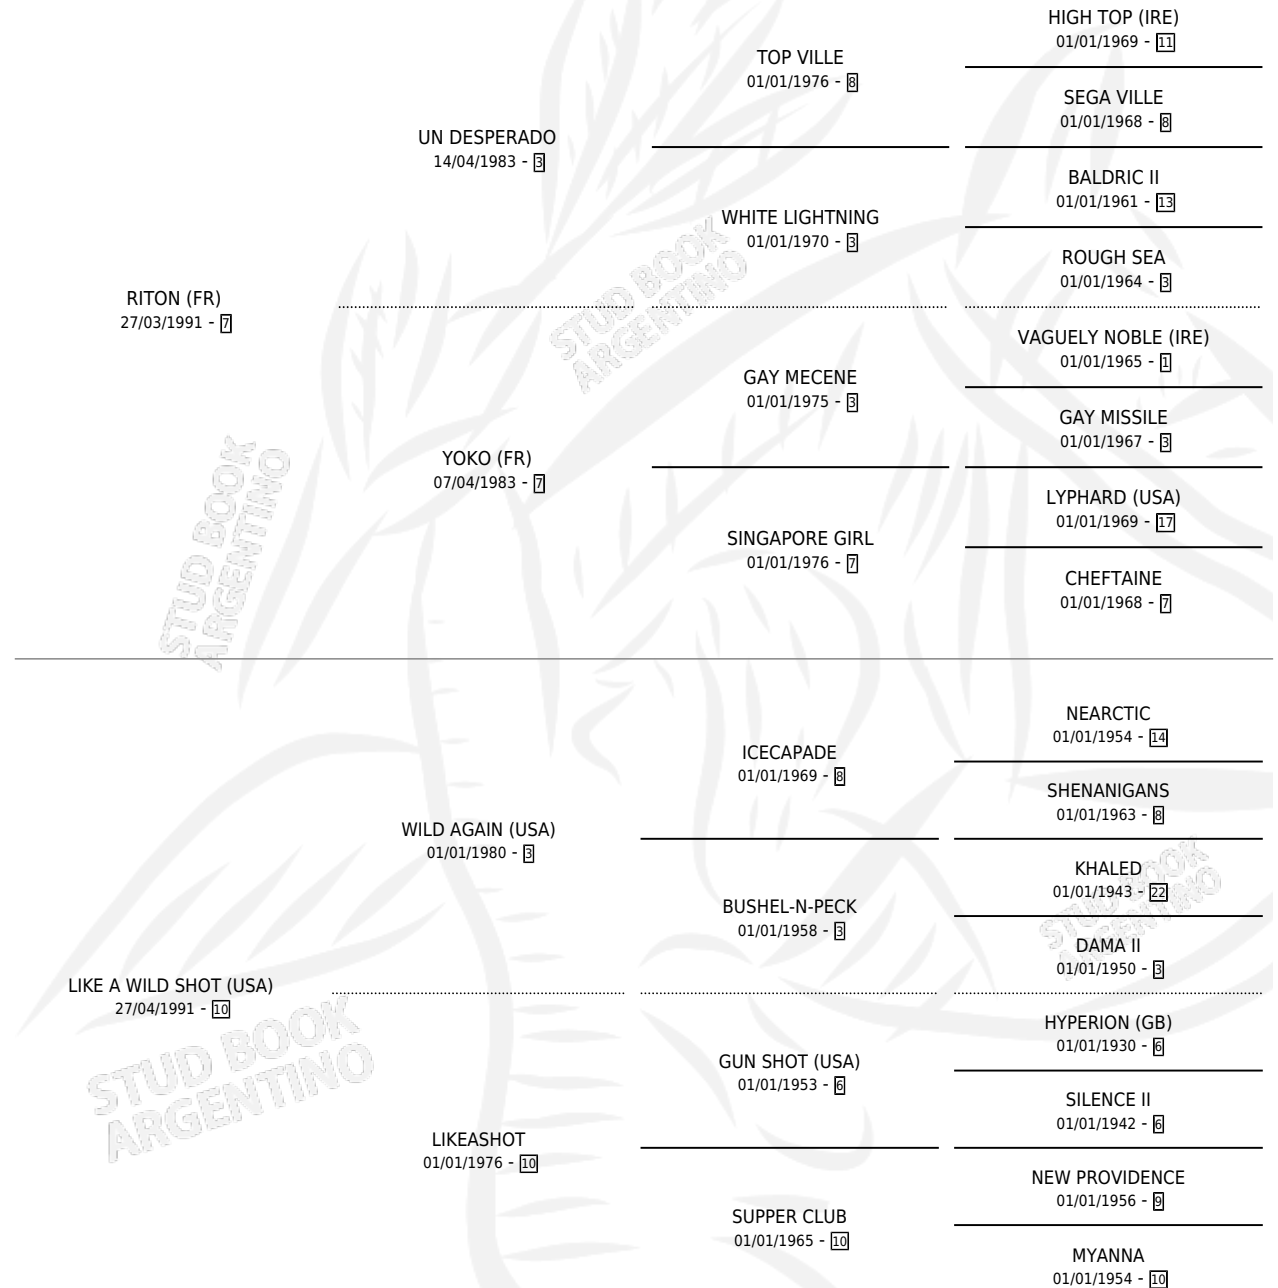 HIGH TOP (IRE)
01/01/1969 - 11
TOP VILLE
01/01/1976 - 8
SEGA VILLE
01/01/1968 - 8
UN DESPERADO
14/04/1983 - 3
BALDRIC II
01/01/1961 - 13
WHITE LIGHTNING
01/01/1970 - 3
ROUGH SEA
01/01/1964 - 3
RITON (FR)
27/03/1991 - 7
STUD BOOK
ARGENTINO
VAGUELY NOBLE (IRE)
01/01/1965 - 1
GAY MECENE
01/01/1975 - 3
GAY MISSILE
01/01/1967 - 3
YOKO (FR)
07/04/1983 - 7
LYPHARD (USA)
01/01/1969 - 17
SINGAPORE GIRL
01/01/1976 - 7
CHEFTAINE
01/01/1968 - 7
STUD BOOK
ARGENTINO
NEARCTIC
01/01/1954 - 14
ICECAPADE
01/01/1969 - 8
SHENANIGANS
01/01/1963 - 8
WILD AGAIN (USA)
01/01/1980 - 3
KHALED
01/01/1943 - 22
BUSHEL-N-PECK
01/01/1958 - 3
STUD BOOK
ARGENTINO
DAMA II
01/01/1950 - 3
LIKE A WILD SHOT (USA)
27/04/1991 - 10
HYPERION (GB)
01/01/1930 - 6
GUN SHOT (USA)
01/01/1953 - 6
SILENCE II
01/01/1942 - 6
STUD BOOK
ARGENTINO
LIKEASHOT
01/01/1976 - 10
NEW PROVIDENCE
01/01/1956 - 9
SUPPER CLUB
01/01/1965 - 10
MYANNA
01/01/1954 - 10